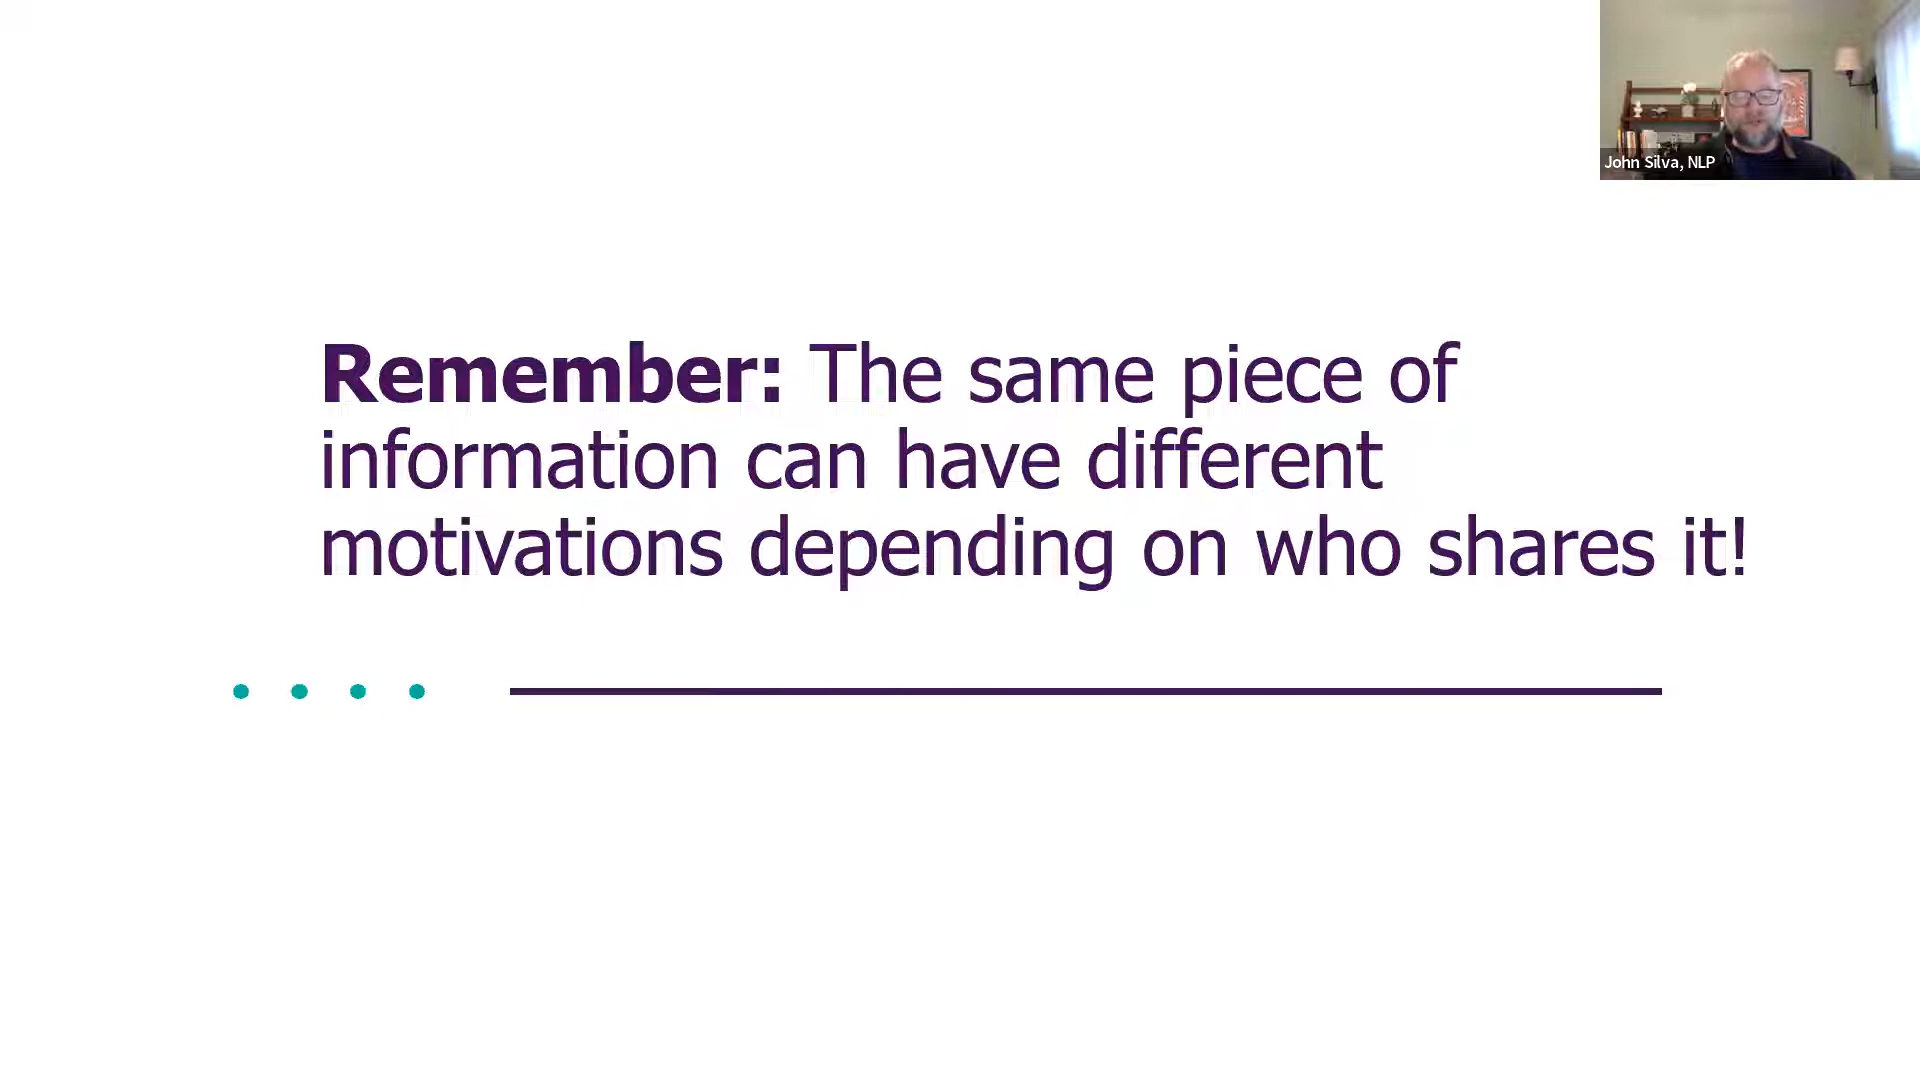 John Silva, NLP
Remember: The same piece of
information can have different
motivations depending on who shares it!